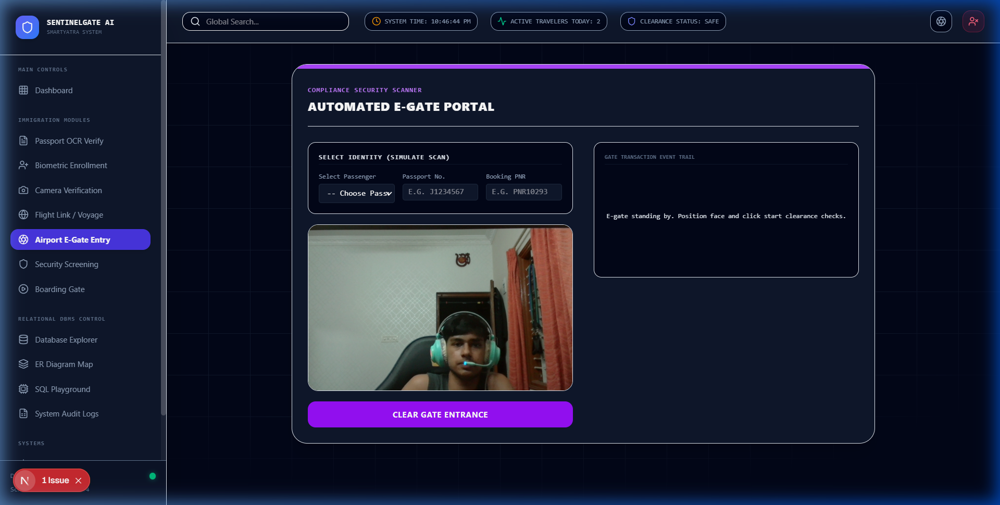 SENTINELGATE AI
SMARTYATRA SYSTEM
Global Search...
SYSTEM TIME: 10:46:44 PM
ACTIVE TRAVELERS TODAY: 2
CLEARANCE STATUS: SAFE
MAIN CONTROLS
Dashboard
IMMIGRATION MODULES
Passport OCR Verify
Biometric Enrollment
Camera Verification
Flight Link / Voyage
Airport E-Gate Entry
Security Screening
Boarding Gate
RELATIONAL DBMS CONTROL
Database Explorer
ER Diagram Map
SQL Playground
System Audit Logs
SYSTEMS
N
1 Issue
COMPLIANCE SECURITY SCANNER
AUTOMATED E-GATE PORTAL
SELECT IDENTITY (SIMULATE SCAN)
Select Passenger
Passport No.
Booking PNR
-- Choose Pass
E.G. J1234567
E.G. PNR10293
CLEAR GATE ENTRANCE
GATE TRANSACTION EVENT TRAIL
E-gate standing by. Position face and click start clearance checks.